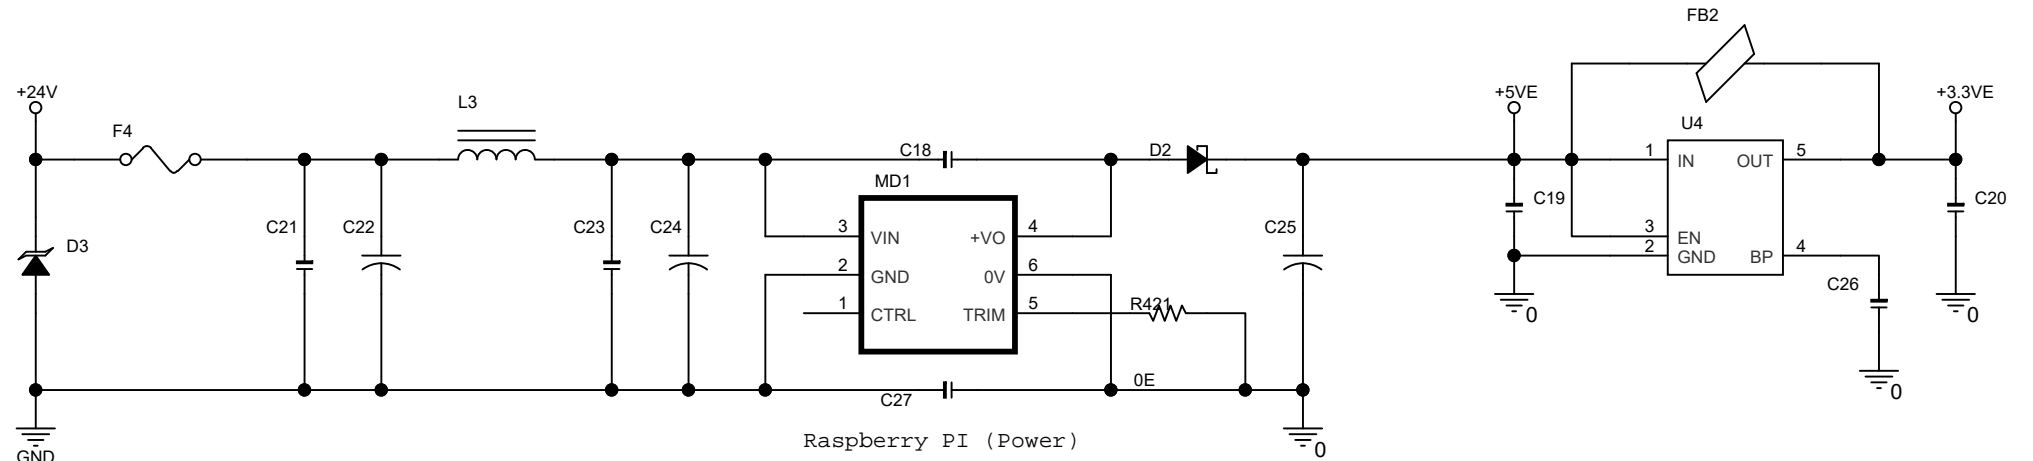 FB2
+24V
L3
+5VE
+3.3VE
F4
U4
C18
D2
1
IN
OUT
5
MD1
C19
C20
C21
C22
C23
C24
C25
3
VIN
+VO
4
3
EN
D3
2
GND
BP
4
2
GND
0V
6
C26
1
CTRL
TRIM
5
R421
0
0
0E
0
C27
Raspberry PI (Power)
0
GND